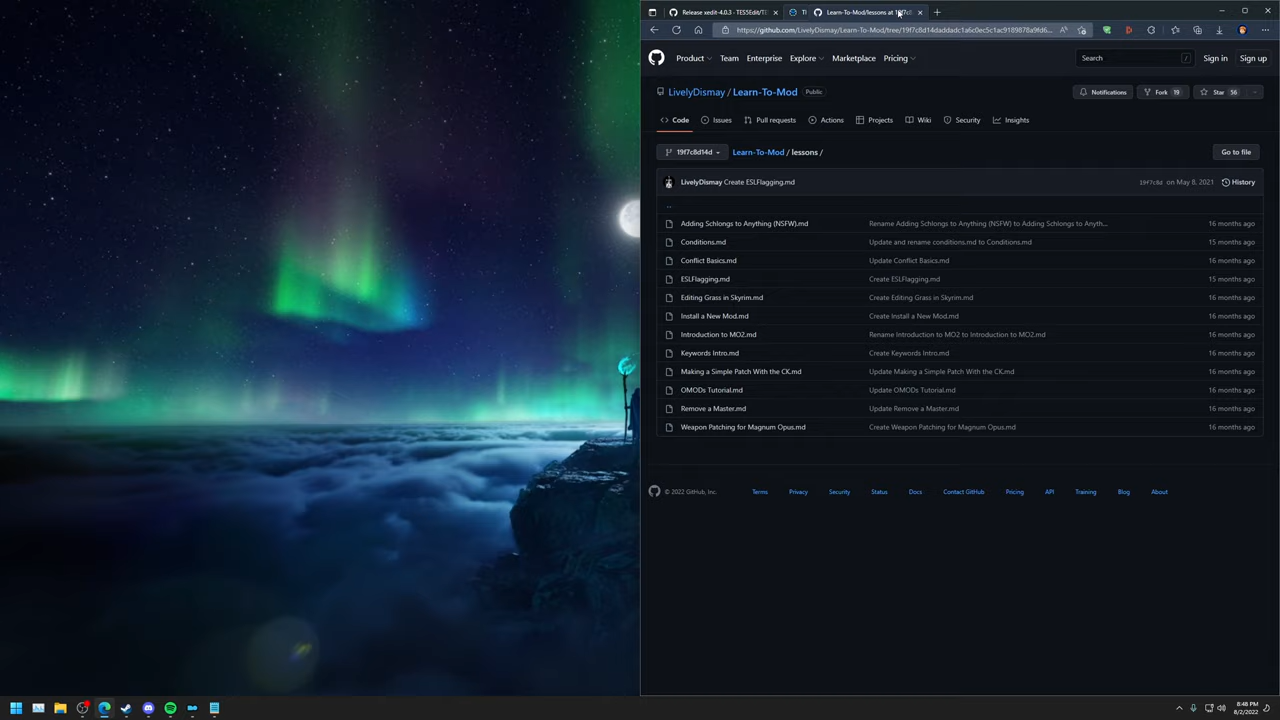 Release xedit-4.0.3 · TES5Edit/TE
Learn-To-Mod/lessons at 19f7c8
https://github.com/LivelyDismay/Learn-To-Mod/tree/19f7c8d14daddadc1a6c0ec5c1ac9189878a9fd6...
Product Team Enterprise Explore Marketplace Pricing Search / Sign in Sign up
LivelyDismay / Learn-To-Mod Public Notifications Fork 19 Star 56
Code Issues Pull requests Actions Projects Wiki Security Insights
19f7c8d14d Learn-To-Mod / lessons / Go to file
LivelyDismay Create ESLFlagging.md 19f7c8d on May 8, 2021 History
..
Adding Schlongs to Anything (NSFW).md Rename Adding Schlongs to Anything (NSFW) to Adding Schlongs to Anyth... 16 months ago
Conditions.md Update and rename conditions.md to Conditions.md 15 months ago
Conflict Basics.md Update Conflict Basics.md 16 months ago
ESLFlagging.md Create ESLFlagging.md 15 months ago
Editing Grass in Skyrim.md Create Editing Grass in Skyrim.md 16 months ago
Install a New Mod.md Create Install a New Mod.md 16 months ago
Introduction to MO2.md Rename Introduction to MO2 to Introduction to MO2.md 16 months ago
Keywords Intro.md Create Keywords Intro.md 16 months ago
Making a Simple Patch With the CK.md Update Making a Simple Patch With the CK.md 16 months ago
OMODs Tutorial.md Update OMODs Tutorial.md 16 months ago
Remove a Master.md Update Remove a Master.md 16 months ago
Weapon Patching for Magnum Opus.md Create Weapon Patching for Magnum Opus.md 16 months ago
© 2022 GitHub, Inc. Terms Privacy Security Status Docs Contact GitHub Pricing API Training Blog About
8:48 PM
8/2/2022